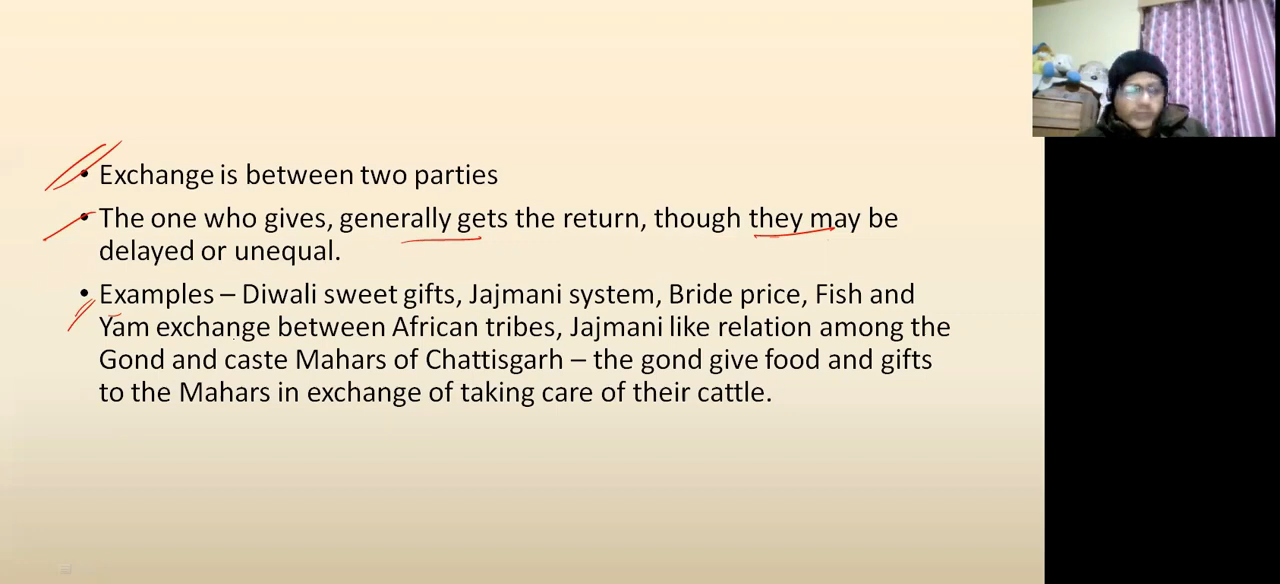 • Exchange is between two parties
• The one who gives, generally gets the return, though they may be
delayed or unequal.
• Examples – Diwali sweet gifts, Jajmani system, Bride price, Fish and
Yam exchange between African tribes, Jajmani like relation among the
Gond and caste Mahars of Chattisgarh – the gond give food and gifts
to the Mahars in exchange of taking care of their cattle.